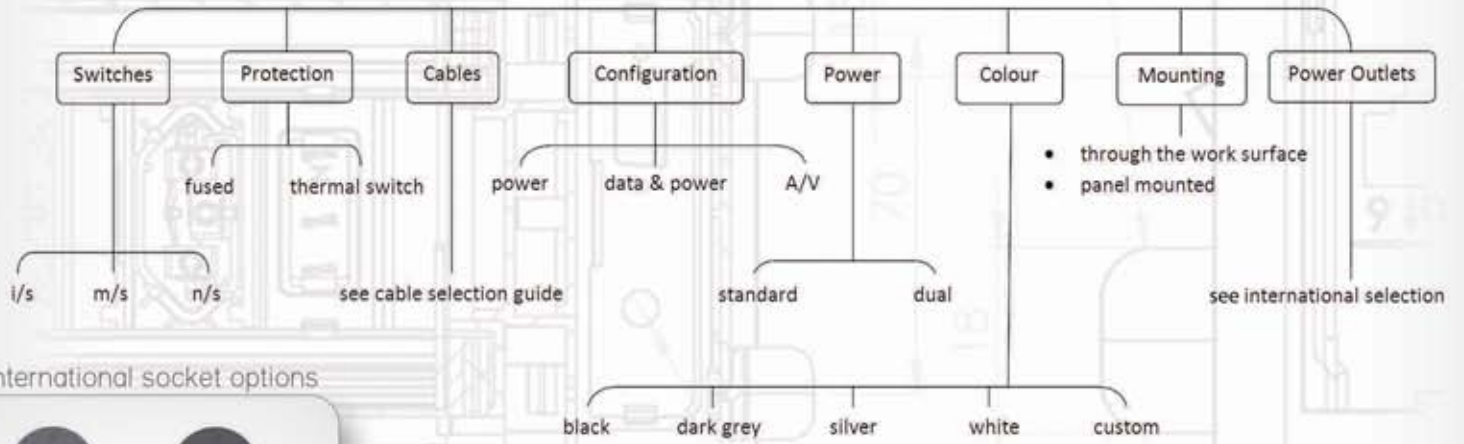 Switches Protection Cables Configuration Power Colour Mounting Power Outlets
• through the work surface
fused thermal switch power data & power A/V • panel mounted
i/s m/s n/s see cable selection guide standard dual see international selection
international socket options
black dark grey silver white custom